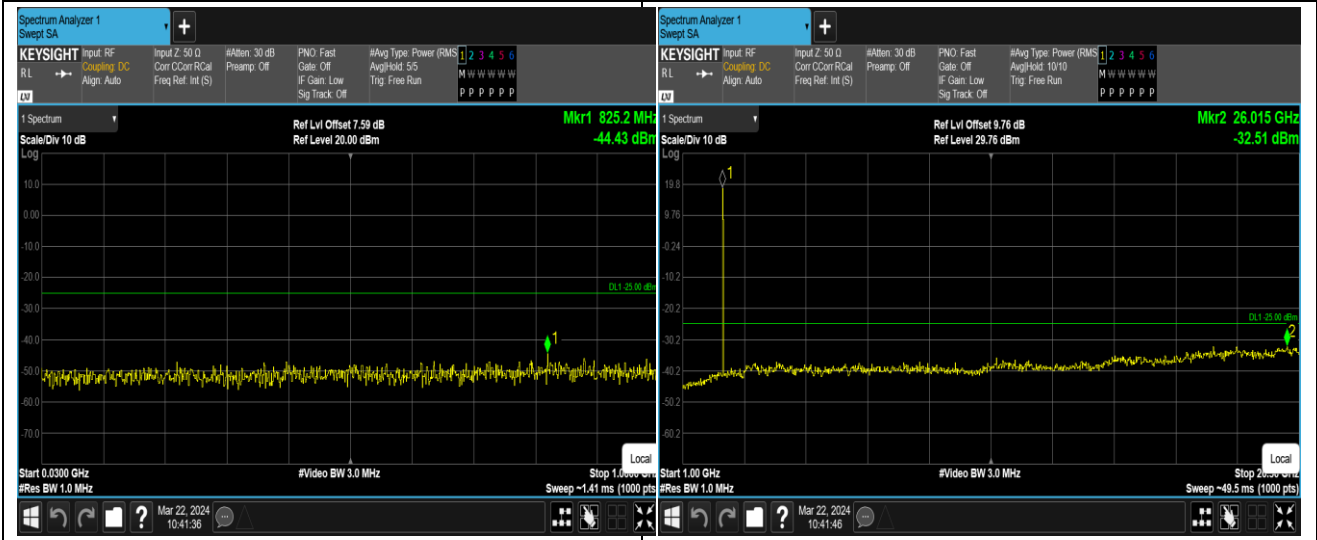 Spectrum Analyzer 1
Swept SA
+
KEYSIGHT
RL
LXI
Input: RF
Coupling: DC
Align: Auto
Input Z: 50 Ω
Corr CCorr RCal
Freq Ref: Int (S)
#Atten: 30 dB
Preamp: Off
PNO: Fast
Gate: Off
IF Gain: Low
Sig Track: Off
#Avg Type: Power (RMS
Avg|Hold: 5/5
Trig: Free Run
1 2 3 4 5 6
M W W W W W
P P P P P P
1 Spectrum
Scale/Div 10 dB
Log
Ref Lvl Offset 7.59 dB
Ref Level 20.00 dBm
Mkr1 825.2 MHz
-44.43 dBm
10.0
0.00
-10.0
-20.0
DL1 -25.00 dBm
-30.0
-40.0
1
-50.0
-60.0
-70.0
Local
Start 0.0300 GHz
#Res BW 1.0 MHz
#Video BW 3.0 MHz
Stop 1.0
Sweep ~1.41 ms (1000 pts
?
Mar 22, 2024
10:41:36
Spectrum Analyzer 1
Swept SA
+
KEYSIGHT
RL
LXI
Input: RF
Coupling: DC
Align: Auto
Input Z: 50 Ω
Corr CCorr RCal
Freq Ref: Int (S)
#Atten: 30 dB
Preamp: Off
PNO: Fast
Gate: Off
IF Gain: Low
Sig Track: Off
#Avg Type: Power (RMS
Avg|Hold: 10/10
Trig: Free Run
1 2 3 4 5 6
M W W W W W
P P P P P P
1 Spectrum
Scale/Div 10 dB
Log
Ref Lvl Offset 9.76 dB
Ref Level 29.76 dBm
Mkr2 26.015 GHz
-32.51 dBm
1
19.8
9.76
-0.24
-10.2
-20.2
DL1 -25.00 dBm
2
-30.2
-40.2
-50.2
-60.2
Local
Start 1.00 GHz
#Res BW 1.0 MHz
#Video BW 3.0 MHz
Stop
Sweep ~49.5 ms (1000 pts)
?
Mar 22, 2024
10:41:46